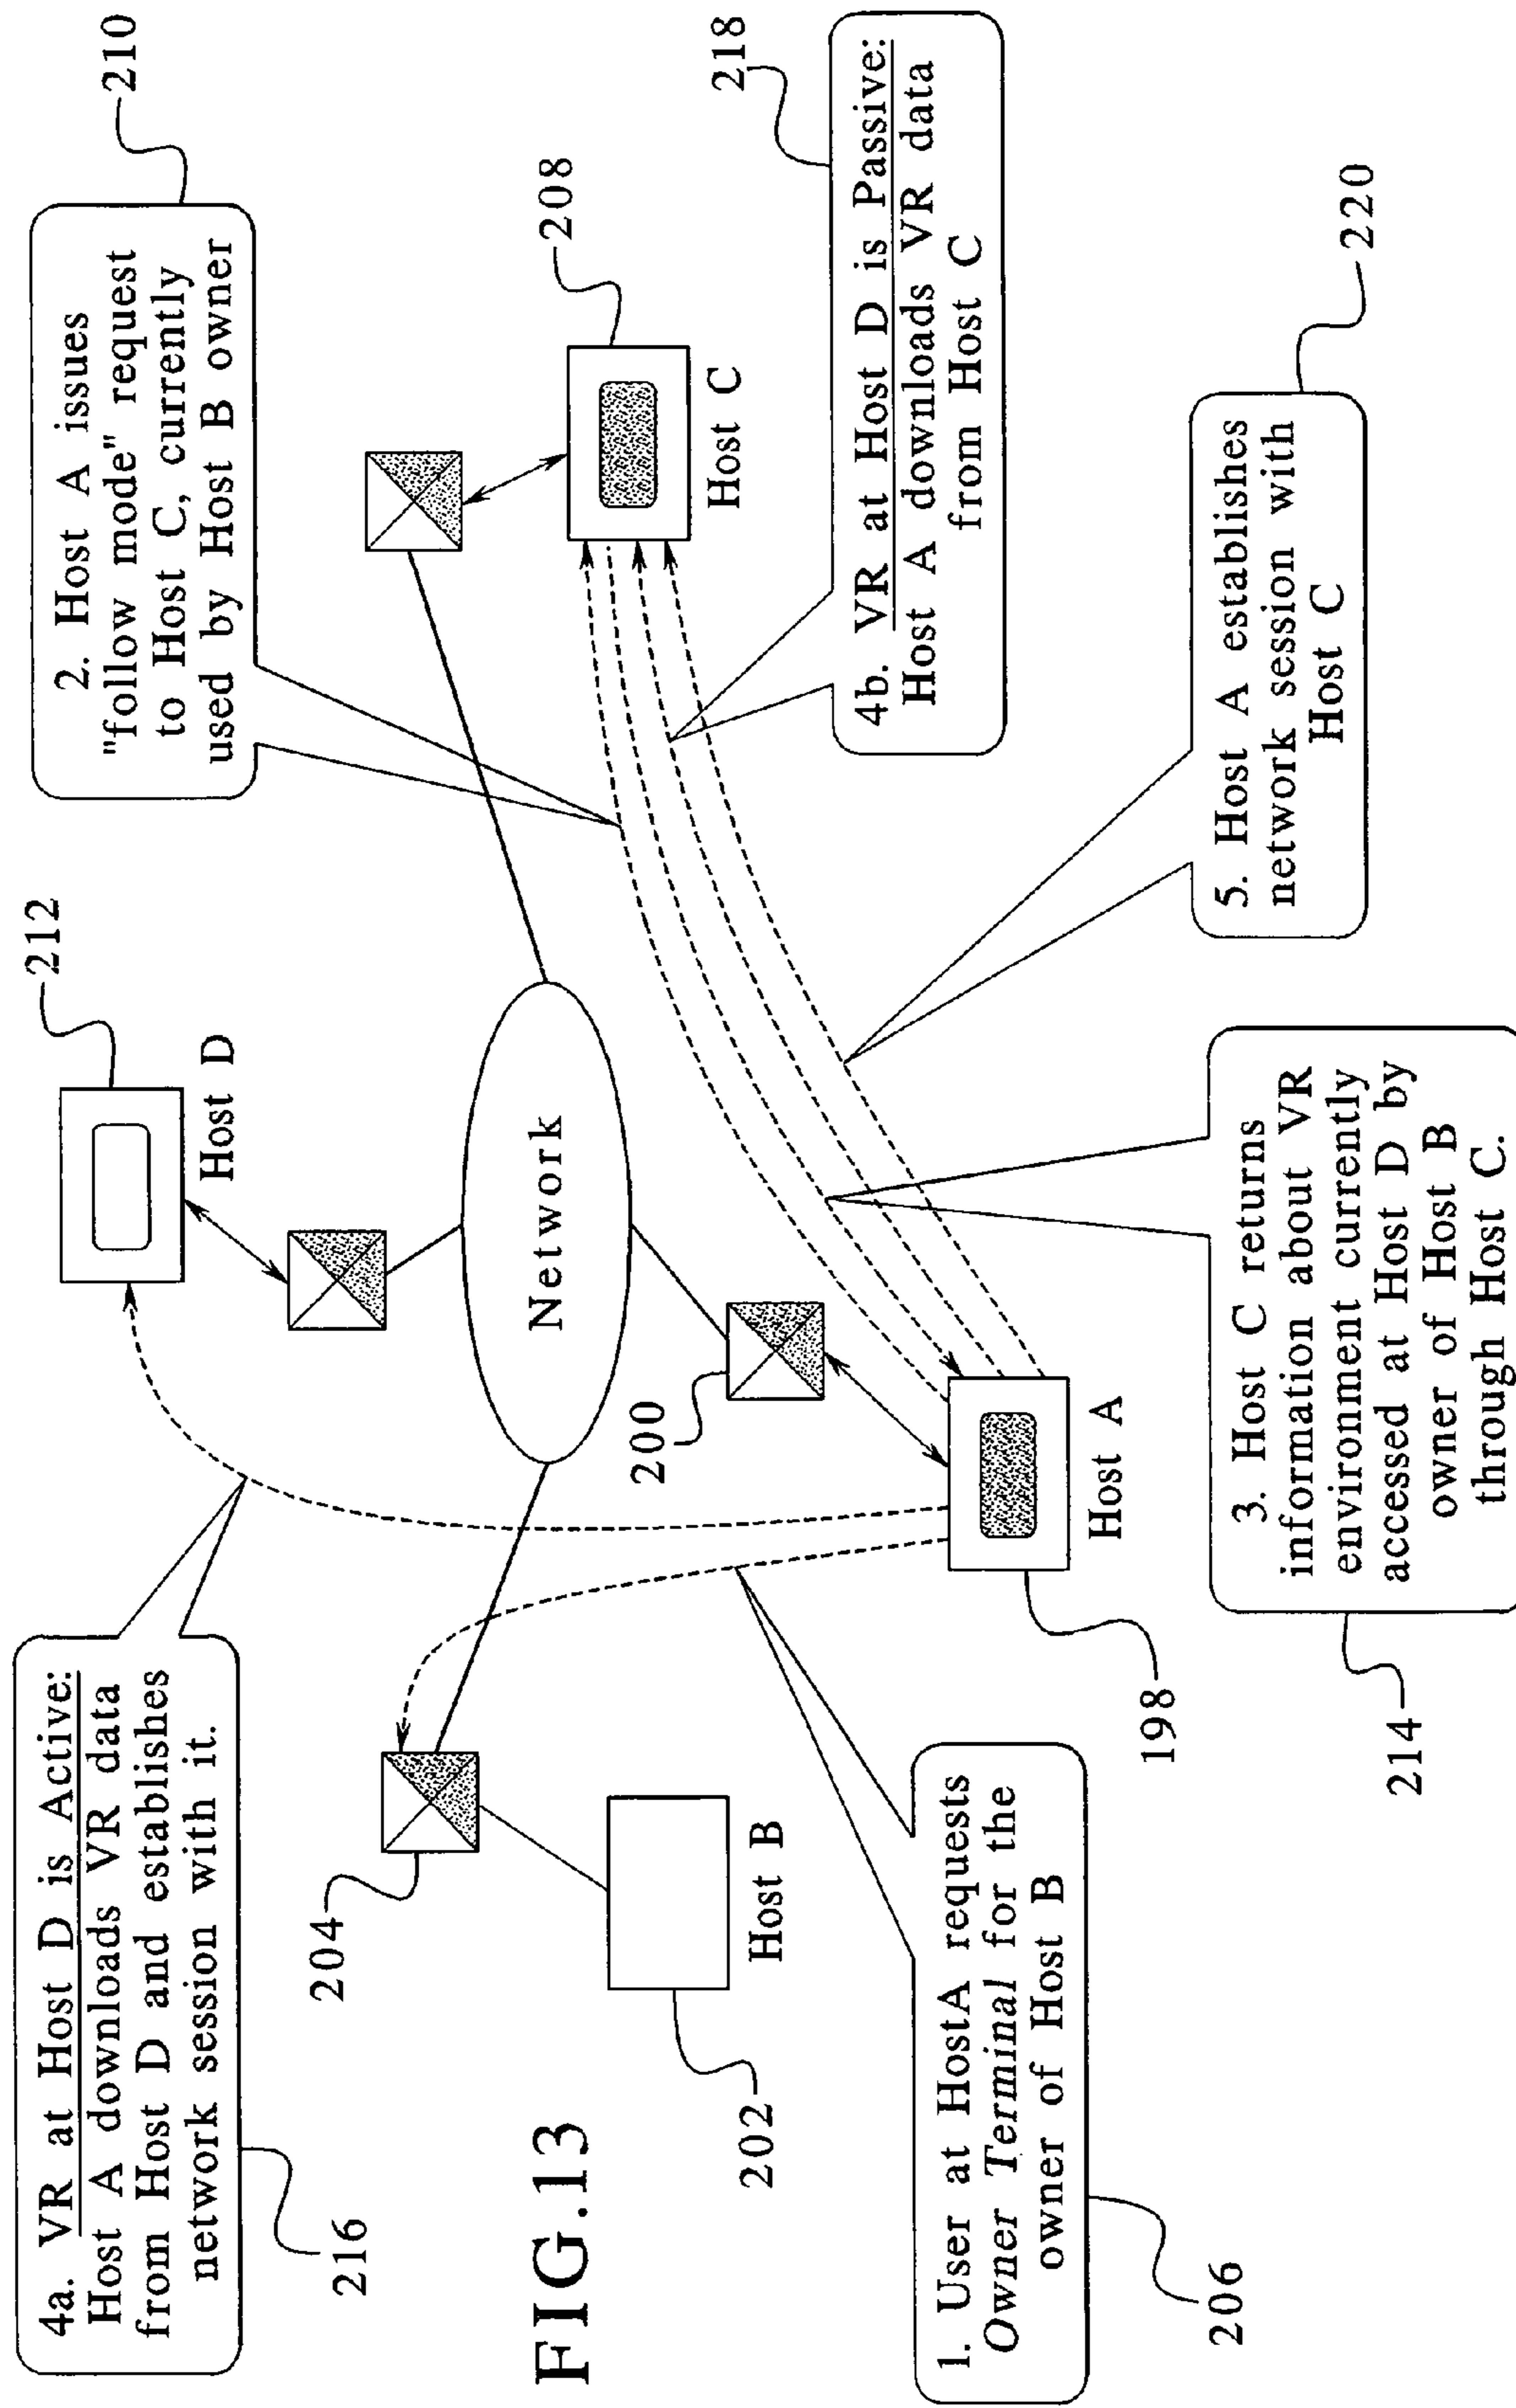 4a. VR at Host D is Active:
Host A downloads VR data
from Host D and establishes
network session with it.
216
212
Host D
2. Host A issues
"follow mode" request
to Host C, currently
used by Host B owner
210
208
Host C
204
Network
200
FIG.13
202
Host B
Host A
198
4b. VR at Host D is Passive:
Host A downloads VR data
from Host C
218
1. User at HostA requests
Owner Terminal for the
owner of Host B
206
3. Host C returns
information about VR
environment currently
accessed at Host D by
owner of Host B
through Host C.
214
5. Host A establishes
network session with
Host C
220